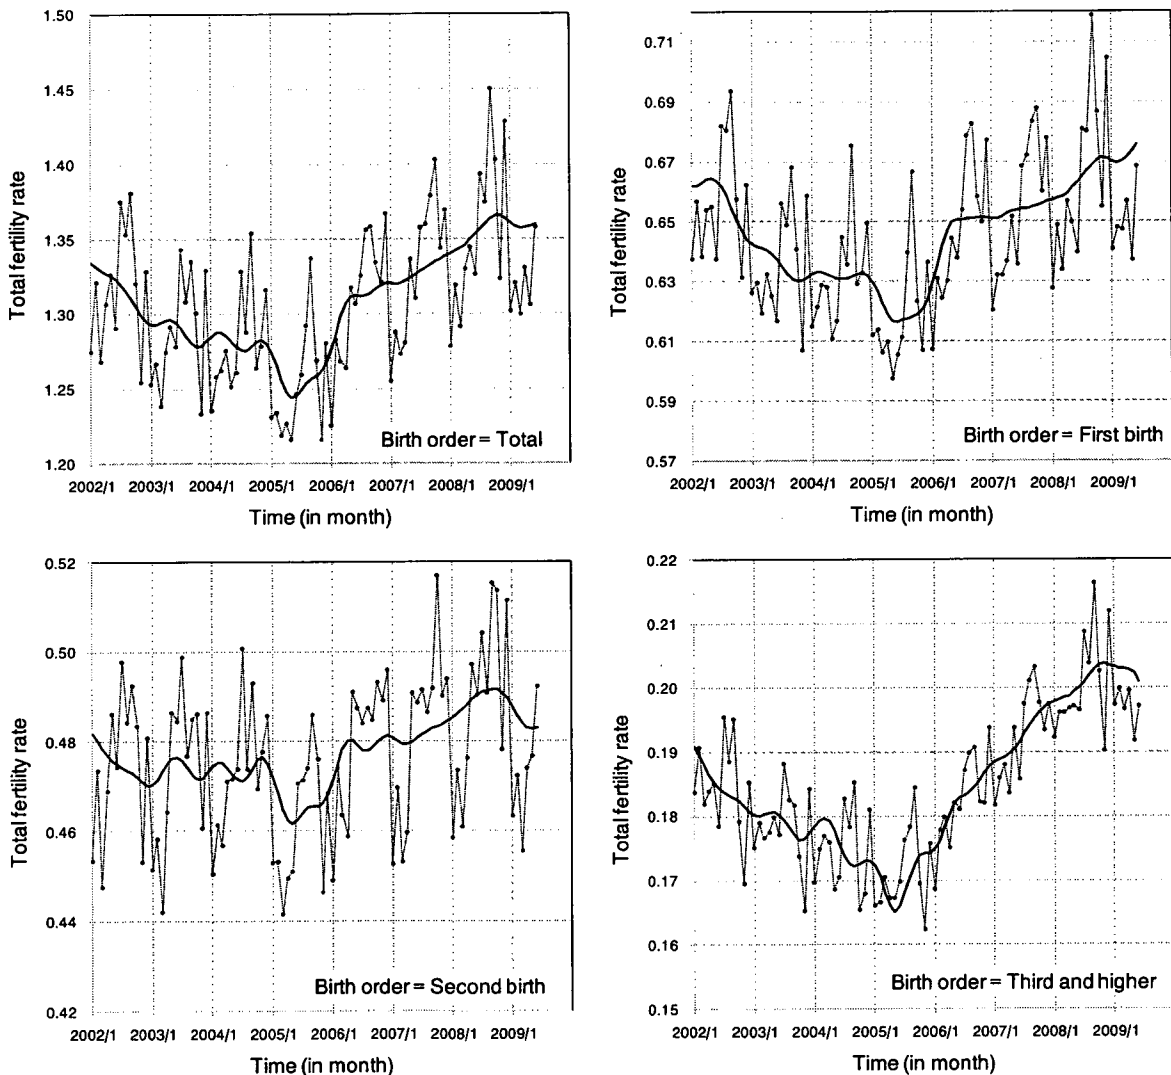 1.50
1.45
1.40
1.35
1.30
1.25
1.20
Total fertility rate
Birth order = Total
2002/1 2003/1 2004/1 2005/1 2006/1 2007/1 2008/1 2009/1
Time (in month)
0.71
0.69
0.67
0.65
0.63
0.61
0.59
0.57
Total fertility rate
Birth order = First birth
2002/1 2003/1 2004/1 2005/1 2006/1 2007/1 2008/1 2009/1
Time (in month)
0.52
0.50
0.48
0.46
0.44
0.42
Total fertility rate
Birth order = Second birth
2002/1 2003/1 2004/1 2005/1 2006/1 2007/1 2008/1 2009/1
Time (in month)
0.22
0.21
0.20
0.19
0.18
0.17
0.16
0.15
Total fertility rate
Birth order = Third and higher
2002/1 2003/1 2004/1 2005/1 2006/1 2007/1 2008/1 2009/1
Time (in month)